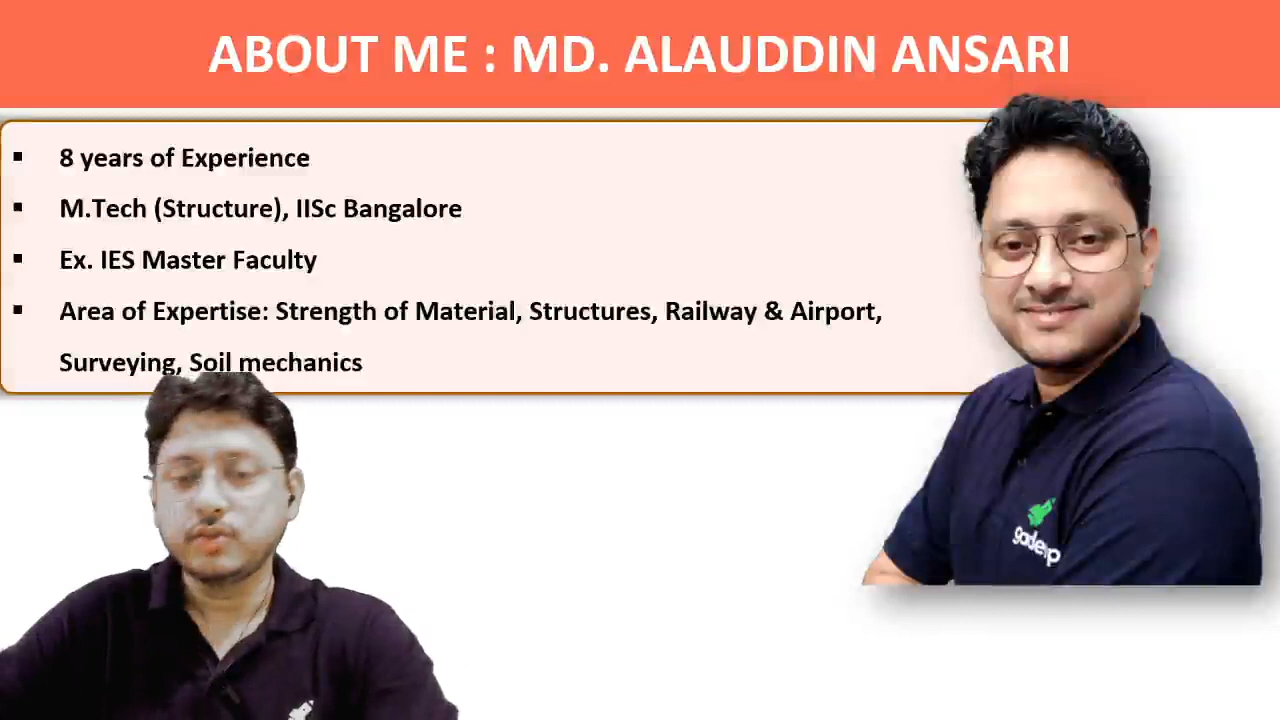 ABOUT ME : MD. ALAUDDIN ANSARI
8 years of Experience
M.Tech (Structure), IISc Bangalore
Ex. IES Master Faculty
Area of Expertise: Strength of Material, Structures, Railway & Airport,
Surveying, Soil mechanics
gradeup